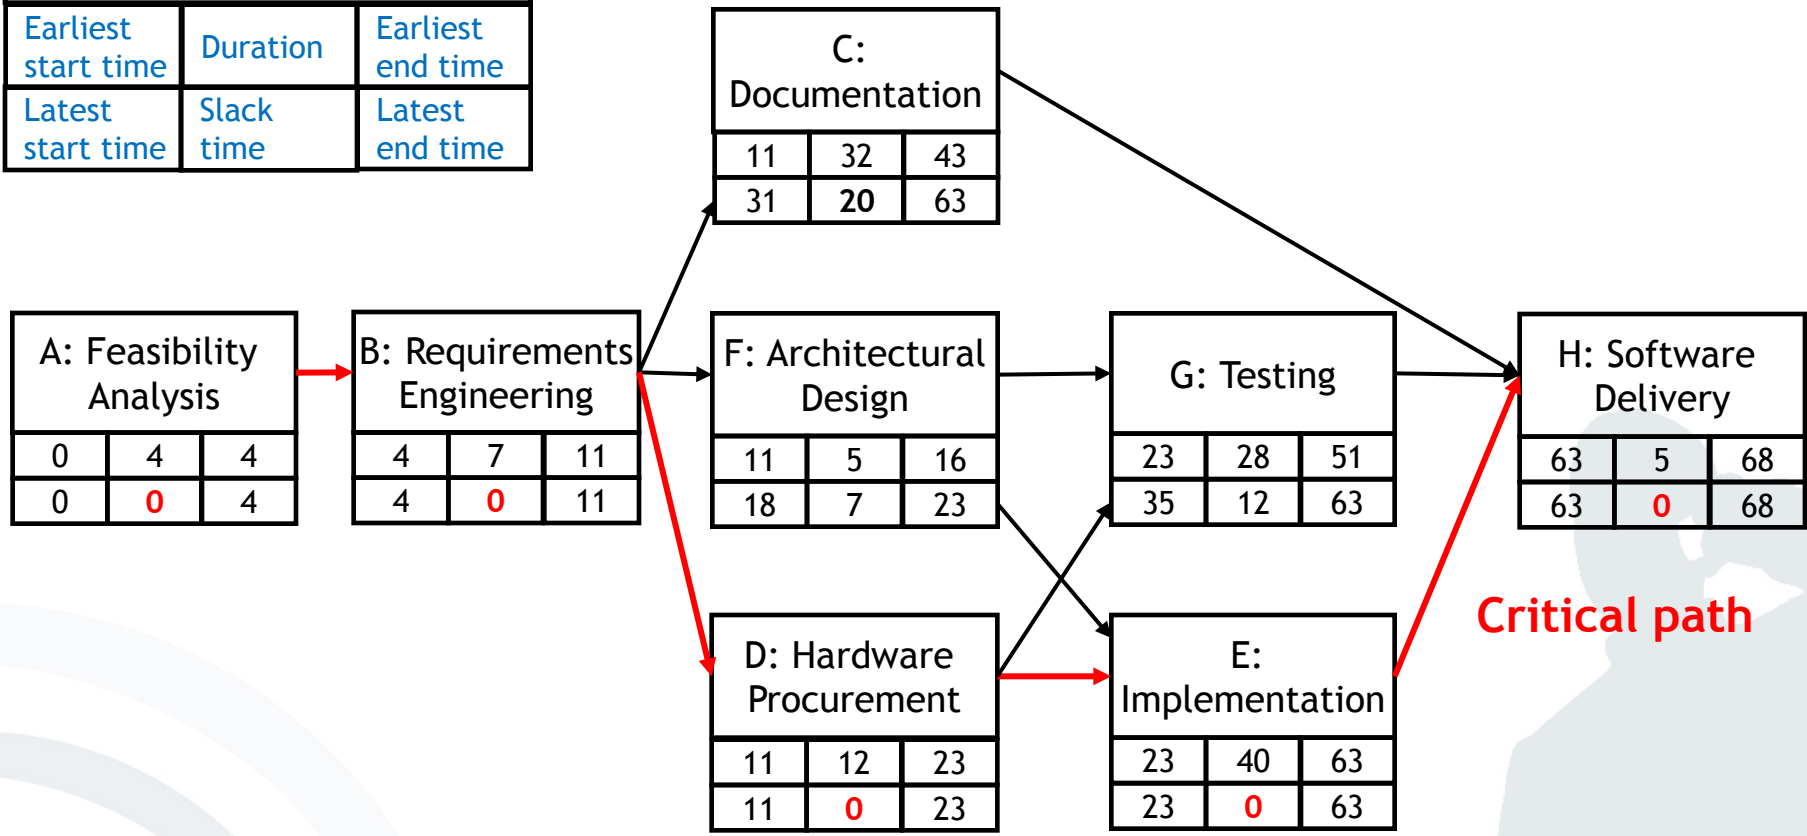 Earliest
start time
Duration
Earliest
end time
Latest
start time
Slack
time
Latest
end time
C:
Documentation
11 32 43
31 20 63
A: Feasibility
Analysis
0 4 4
0 0 4
B: Requirements
Engineering
4 7 11
4 0 11
F: Architectural
Design
11 5 16
18 7 23
G: Testing
23 28 51
35 12 63
H: Software
Delivery
63 5 68
63 0 68
D: Hardware
Procurement
11 12 23
11 0 23
E:
Implementation
23 40 63
23 0 63
Critical path